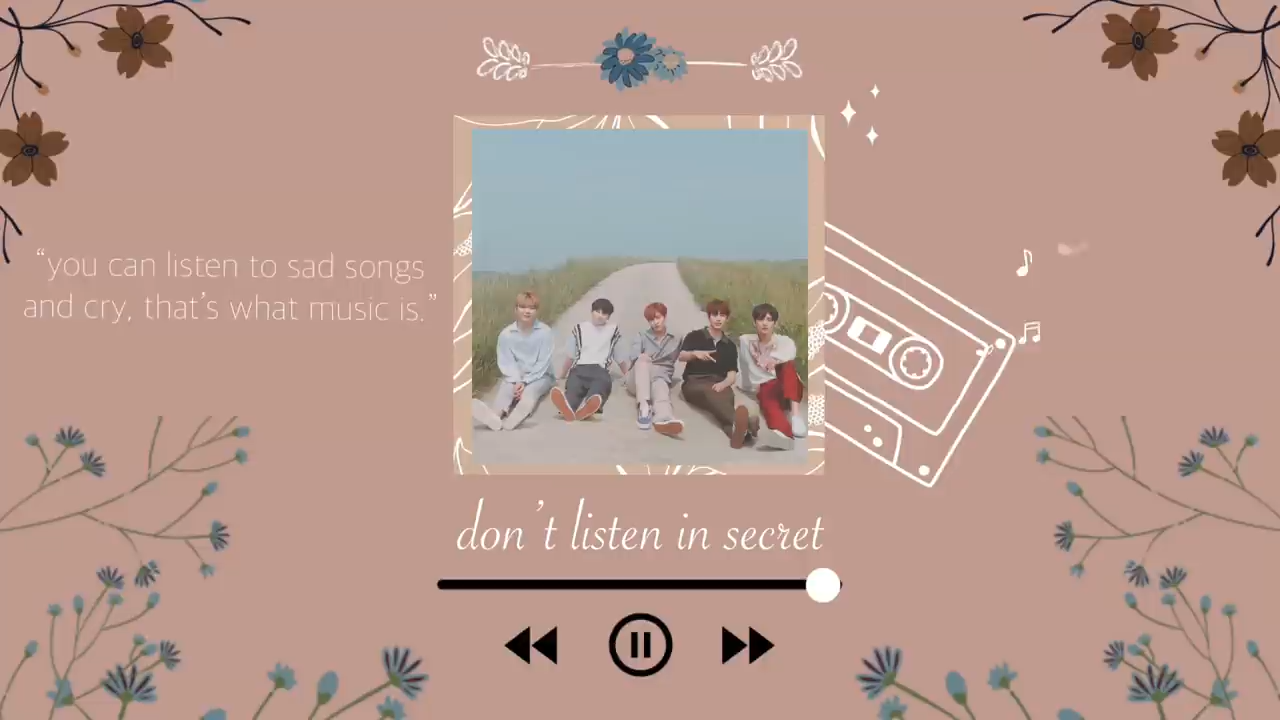 “you can listen to sad songs
and cry, that’s what music is.”
don’t listen in secret